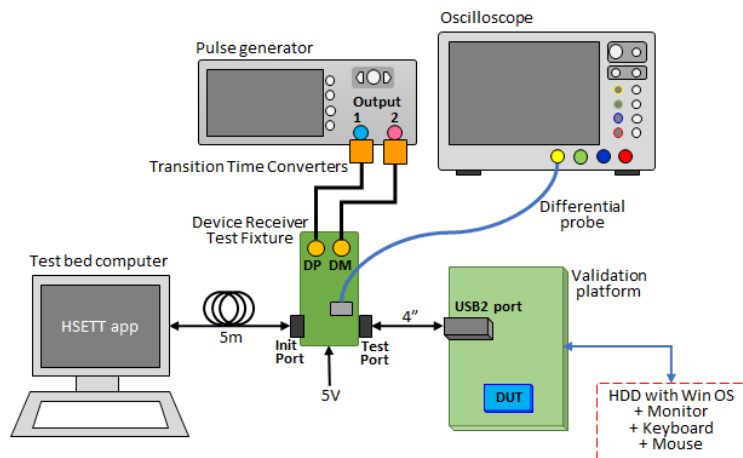 Oscilloscope
Pulse generator
Output
1 2
Transition Time Converters
Differential
probe
Device Receiver
Test Fixture
DP DM
Test bed computer
Validation
platform
HSETT app
USB2 port
5m
4"
Init
Port
Test
Port
5V
DUT
HDD with Win OS
+ Monitor
+ Keyboard
+ Mouse